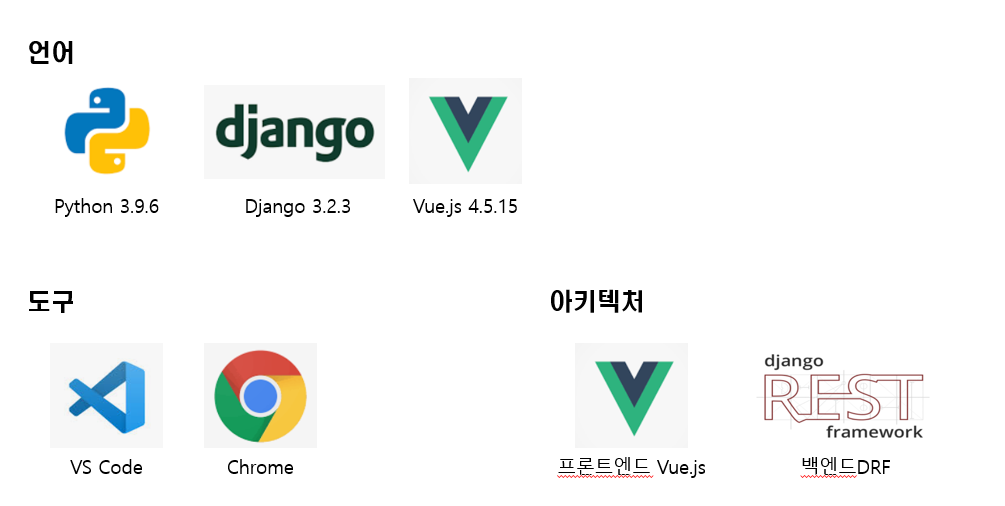 언어
django
Python 3.9.6
Django 3.2.3
Vue.js 4.5.15
도구
아키텍처
django
REST
framework
VS Code
Chrome
프론트엔드 Vue.js
백엔드DRF